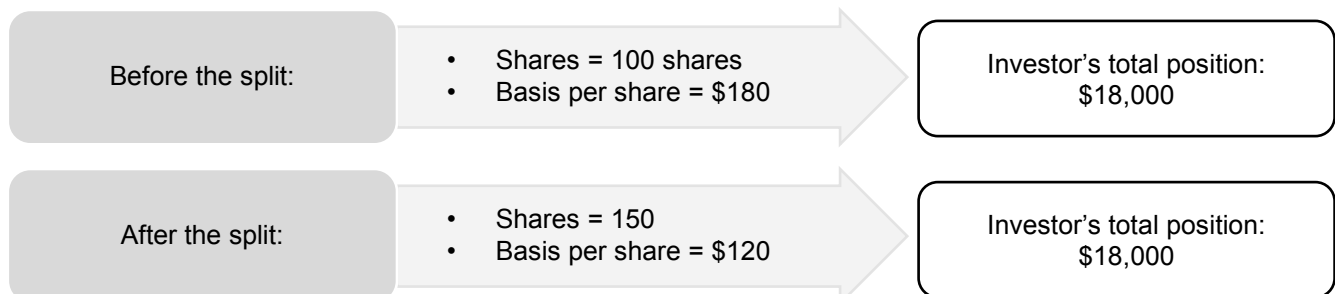 Before the split:
• Shares = 100 shares
• Basis per share = $180
Investor’s total position:
$18,000
After the split:
• Shares = 150
• Basis per share = $120
Investor’s total position:
$18,000